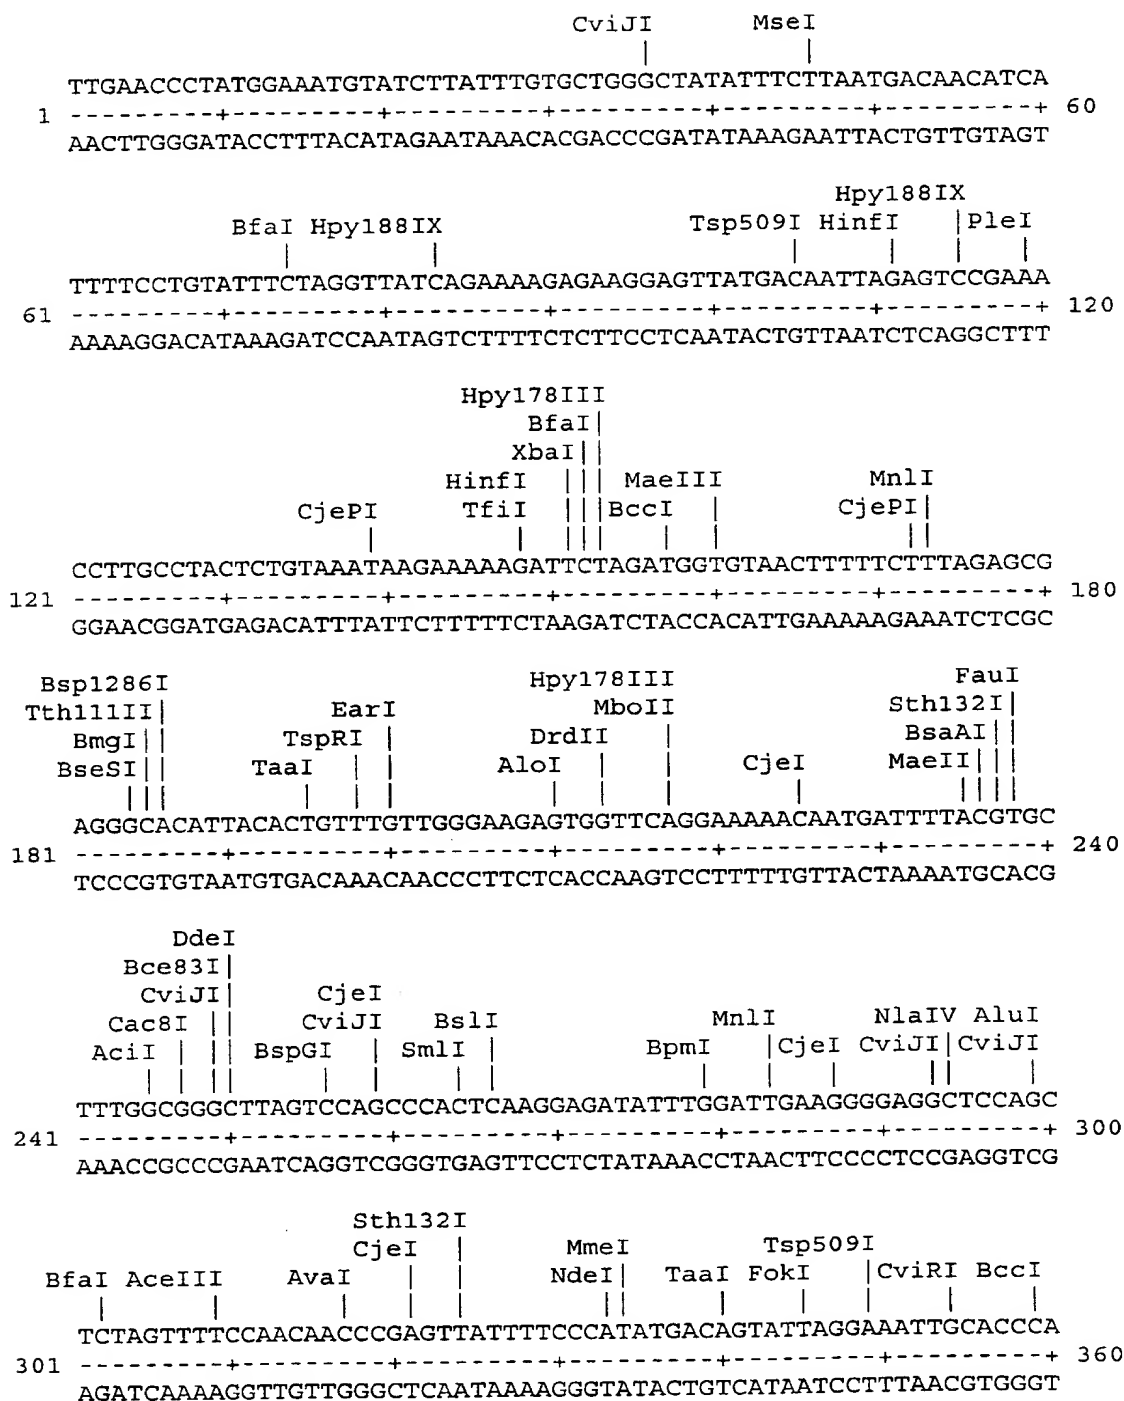 CviJI MseI
TTGAACCCTATGGAAATGTATCTTATTTGTGCTGGGCTATATTTCTTAATGACAACATCA
1 ---------+---------+---------+---------+---------+---------+ 60
AACTTGGGATACCTTTACATAGAATAAACACGACCCGATATAAAGAATTACTGTTGTAGT
Hpy188IX
BfaI Hpy188IX Tsp509I HinfI |PleI
TTTTCCTGTATTTCTAGGTTATCAGAAAAGAGAAGGAGTTATGACAATTAGAGTCCGAAA
61 ---------+---------+---------+---------+---------+---------+ 120
AAAAGGACATAAAGATCCAATAGTCTTTTCTCTTCCTCAATACTGTTAATCTCAGGCTTT
Hpy178III
BfaI|
XbaI||
HinfI ||| MaeIII MnlI
CjePI TfiI ||| BccI | CjePI|
CCTTGCCTACTCTGTAAATAAGAAAAAGATTCTAGATGGTGTAACTTTTTCTTTAGAGCG
121 ---------+---------+---------+---------+---------+---------+ 180
GGAACGGATGAGACATTTATTCTTTTTCTAAGATCTACCACATTGAAAAAGAAATCTCGC
Bsp1286I Hpy178III FauI
Tth111II| EarI MboII Sth132I|
BmgI|| TspRI | DrdII | BsaAI||
BseSI|| TaaI | | AloI | | CjeI MaeII|||
AGGGCACATTACACTGTTTGTTGGGAAGAGTGGTTCAGGAAAAACAATGATTTTACGTGC
181 ---------+---------+---------+---------+---------+---------+ 240
TCCCGTGTAATGTGACAAACAACCCTTCTCACCAAGTCCTTTTTGTTACTAAAATGCACG
DdeI
Bce83I|
CviJI| CjeI
Cac8I || CviJI BslI MnlI NlaIV AluI
AciI | || BspGI | SmlI | BpmI |CjeI CviJI|CviJI
TTTGGCGGGCTTAGTCCAGCCCACTCAAGGAGATATTTGGATTGAAGGGGAGGCTCCAGC
241 ---------+---------+---------+---------+---------+---------+ 300
AAACCGCCCGAATCAGGTCGGGTGAGTTCCTCTATAAACCTAACTTCCCCTCCGAGGTCG
Sth132I
CjeI | MmeI Tsp509I
BfaI AceIII AvaI | | NdeI| TaaI FokI |CviRI BccI
TCTAGTTTTCCAACAACCCGAGTTATTTTCCCATATGACAGTATTAGGAAATTGCACCCA
301 ---------+---------+---------+---------+---------+---------+ 360
AGATCAAAAGGTTGTTGGGCTCAATAAAAGGGTATACTGTCATAATCCTTTAACGTGGGT